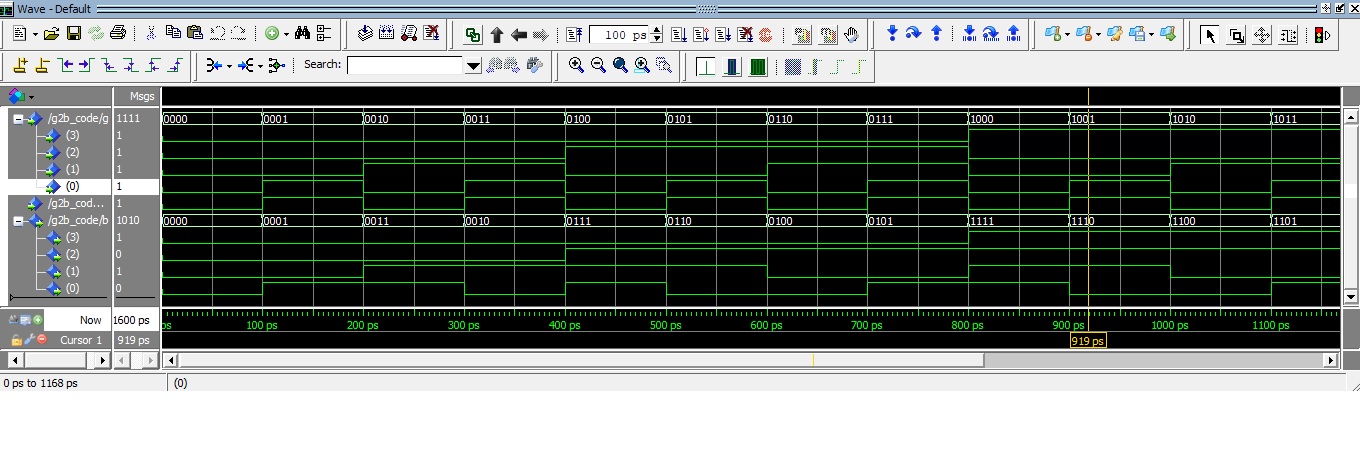 Wave - Default
100 ps
Search:
Msgs
/g2b_code/g 1111 0000 0001 0010 0011 0100 0101 0110 0111 1000 1001 1010 1011
(3) 1
(2) 1
(1) 1
(0) 1
/g2b_cod... 1
/g2b_code/b 1010 0000 0001 0011 0010 0111 0110 0100 0101 1111 1110 1100 1101
(3) 1
(2) 0
(1) 1
(0) 0
Now 1600 ps ps 100 ps 200 ps 300 ps 400 ps 500 ps 600 ps 700 ps 800 ps 900 ps 1000 ps 1100 ps
Cursor 1 919 ps 919 ps
0 ps to 1168 ps (0)